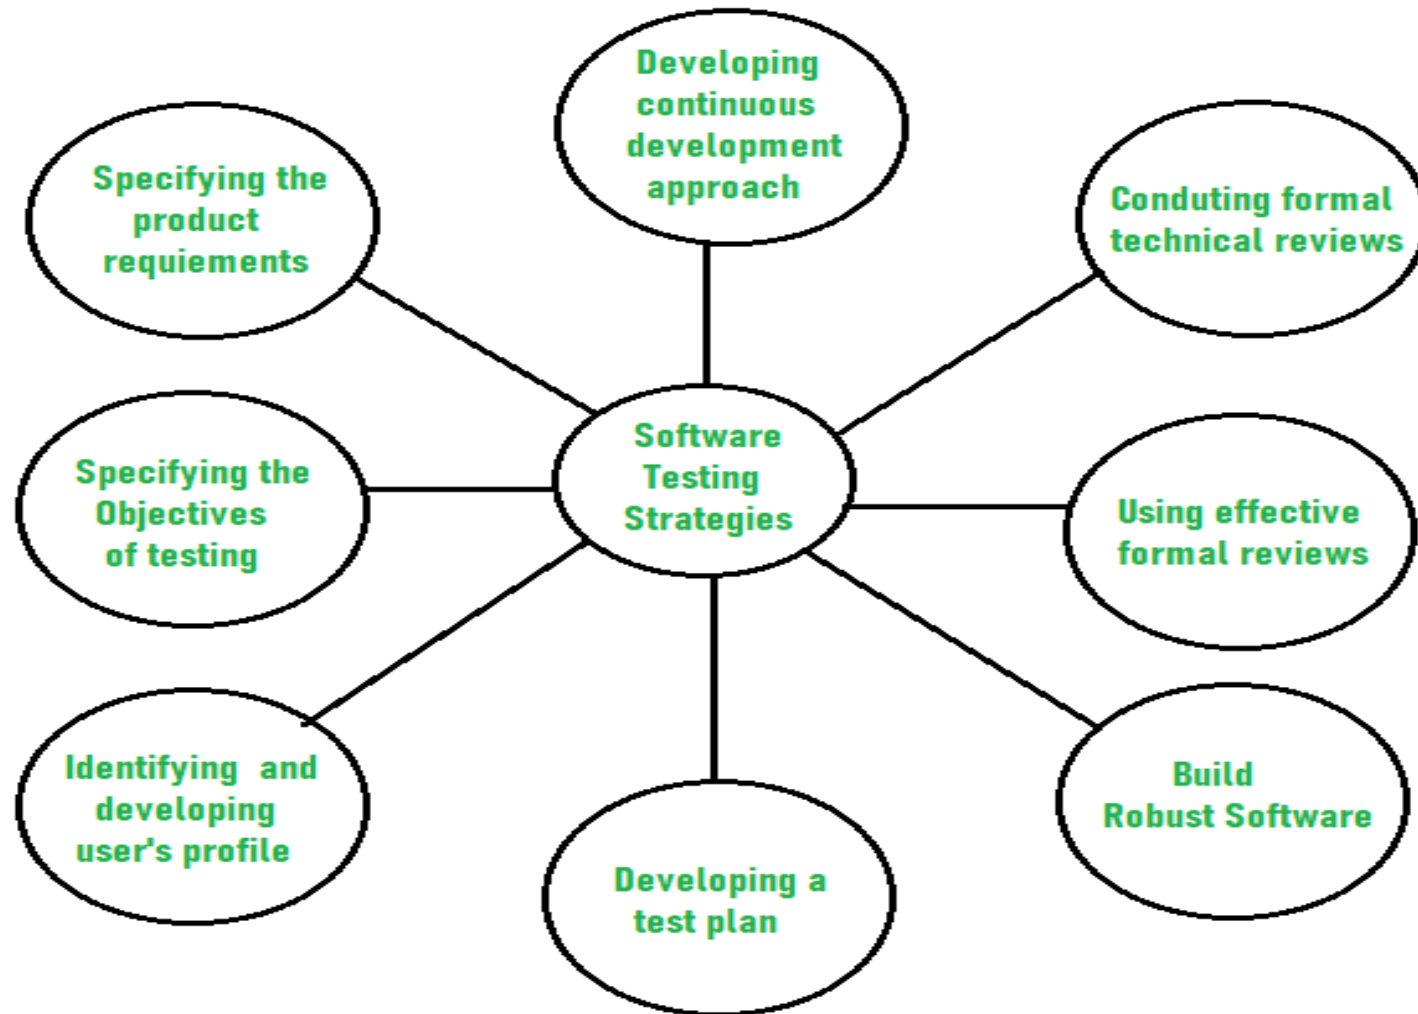 Developing
continuous
development
approach
Specifying the
product
requiements
Conduting formal
technical reviews
Software
Testing
Strategies
Specifying the
Objectives
of testing
Using effective
formal reviews
Identifying and
developing
user's profile
Build
Robust Software
Developing a
test plan